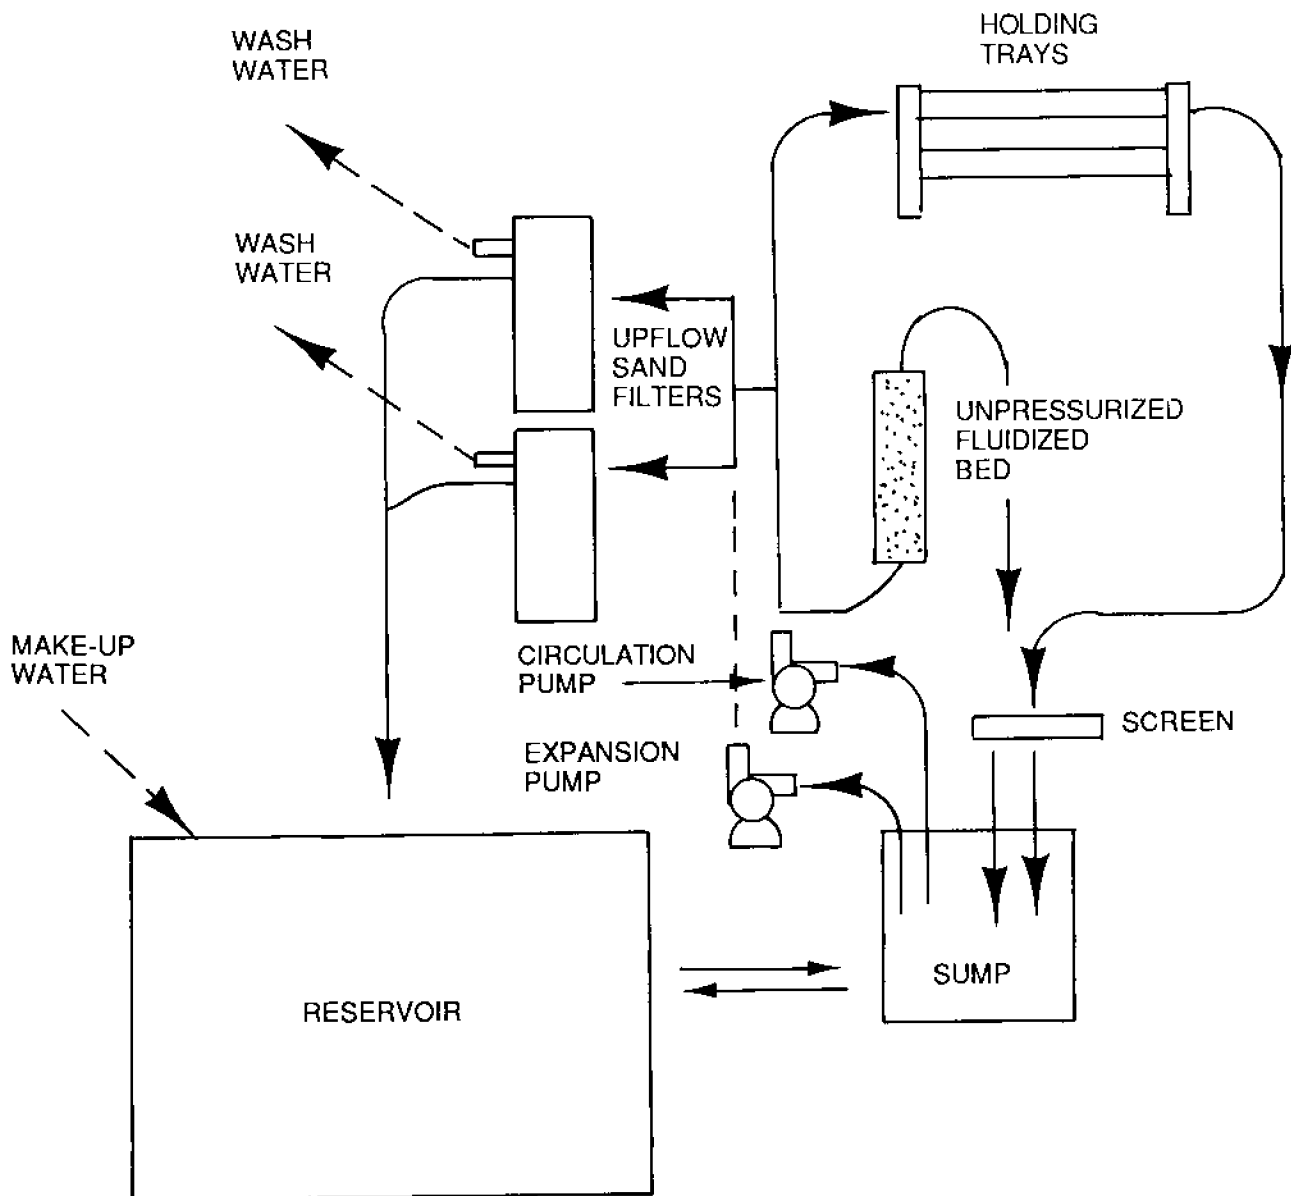 HOLDING
TRAYS
WASH
WATER
WASH
WATER
UPFLOW
SAND
FILTERS
UNPRESSURIZED
FLUIDIZED
BED
MAKE-UP
WATER
CIRCULATION
PUMP
SCREEN
EXPANSION
PUMP
SUMP
RESERVOIR